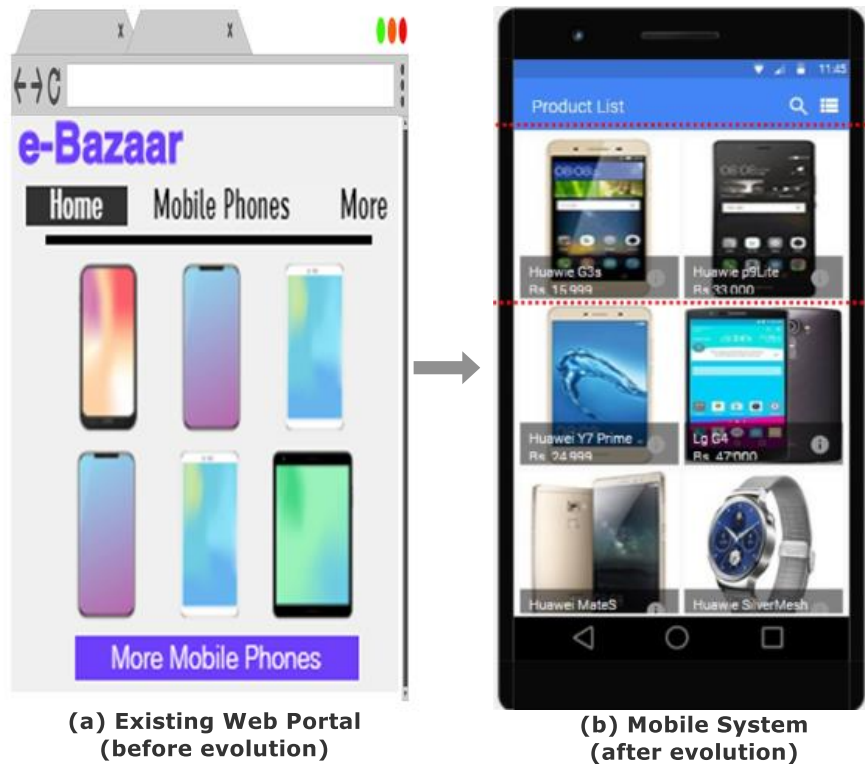 x x
e-Bazaar
Home Mobile Phones More
More Mobile Phones
(a) Existing Web Portal
(before evolution)
11:45
Product List
08:08
Huawie G3s Huawie p9Lite
Rs. 15,999 Rs 33,000
Huawei Y7 Prime Lg G4
Rs. 24,999 Rs. 47,000
Huawei MateS Huawie SilverMesh
(b) Mobile System
(after evolution)